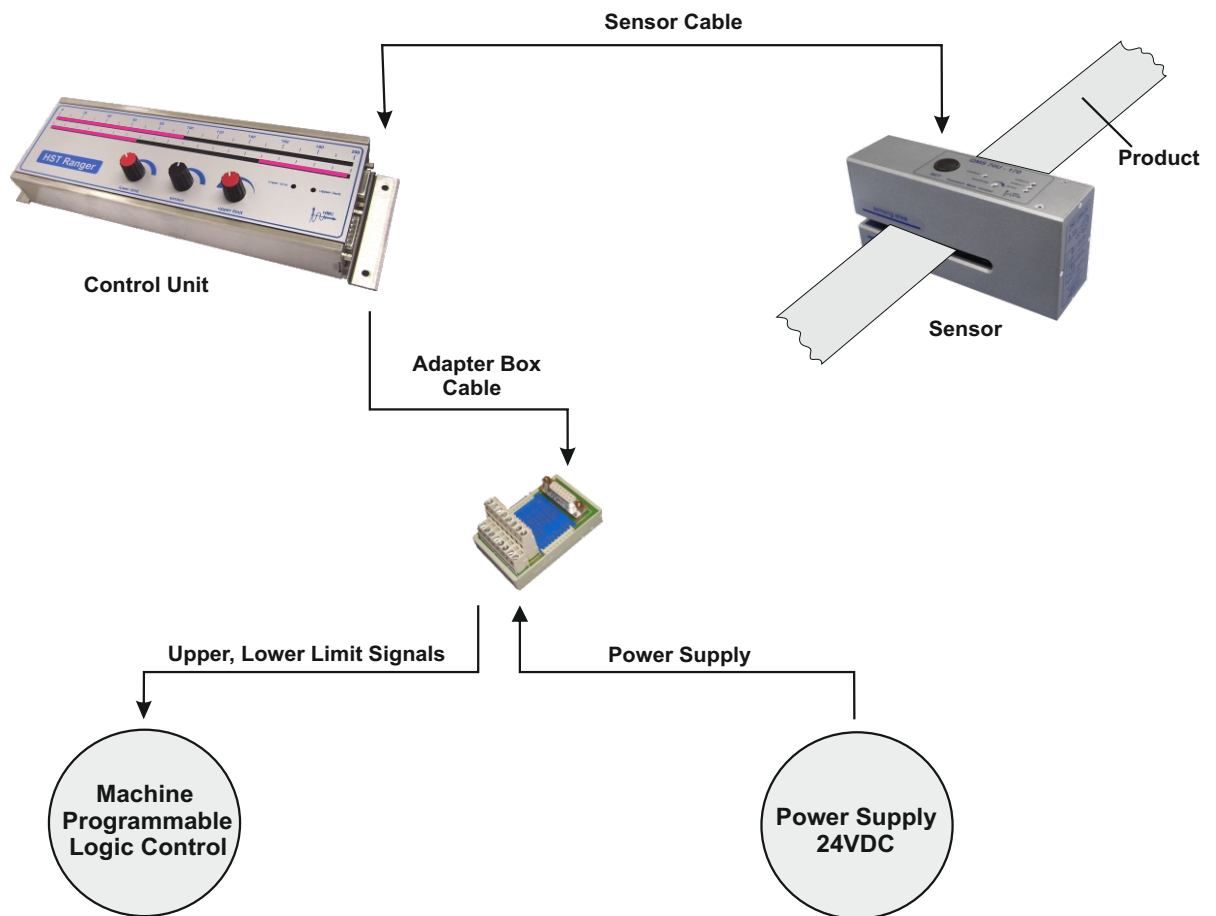 Sensor Cable
Product
HST Ranger
Control Unit
Sensor
Adapter Box
Cable
Upper, Lower Limit Signals
Power Supply
Machine
Programmable
Logic Control
Power Supply
24VDC